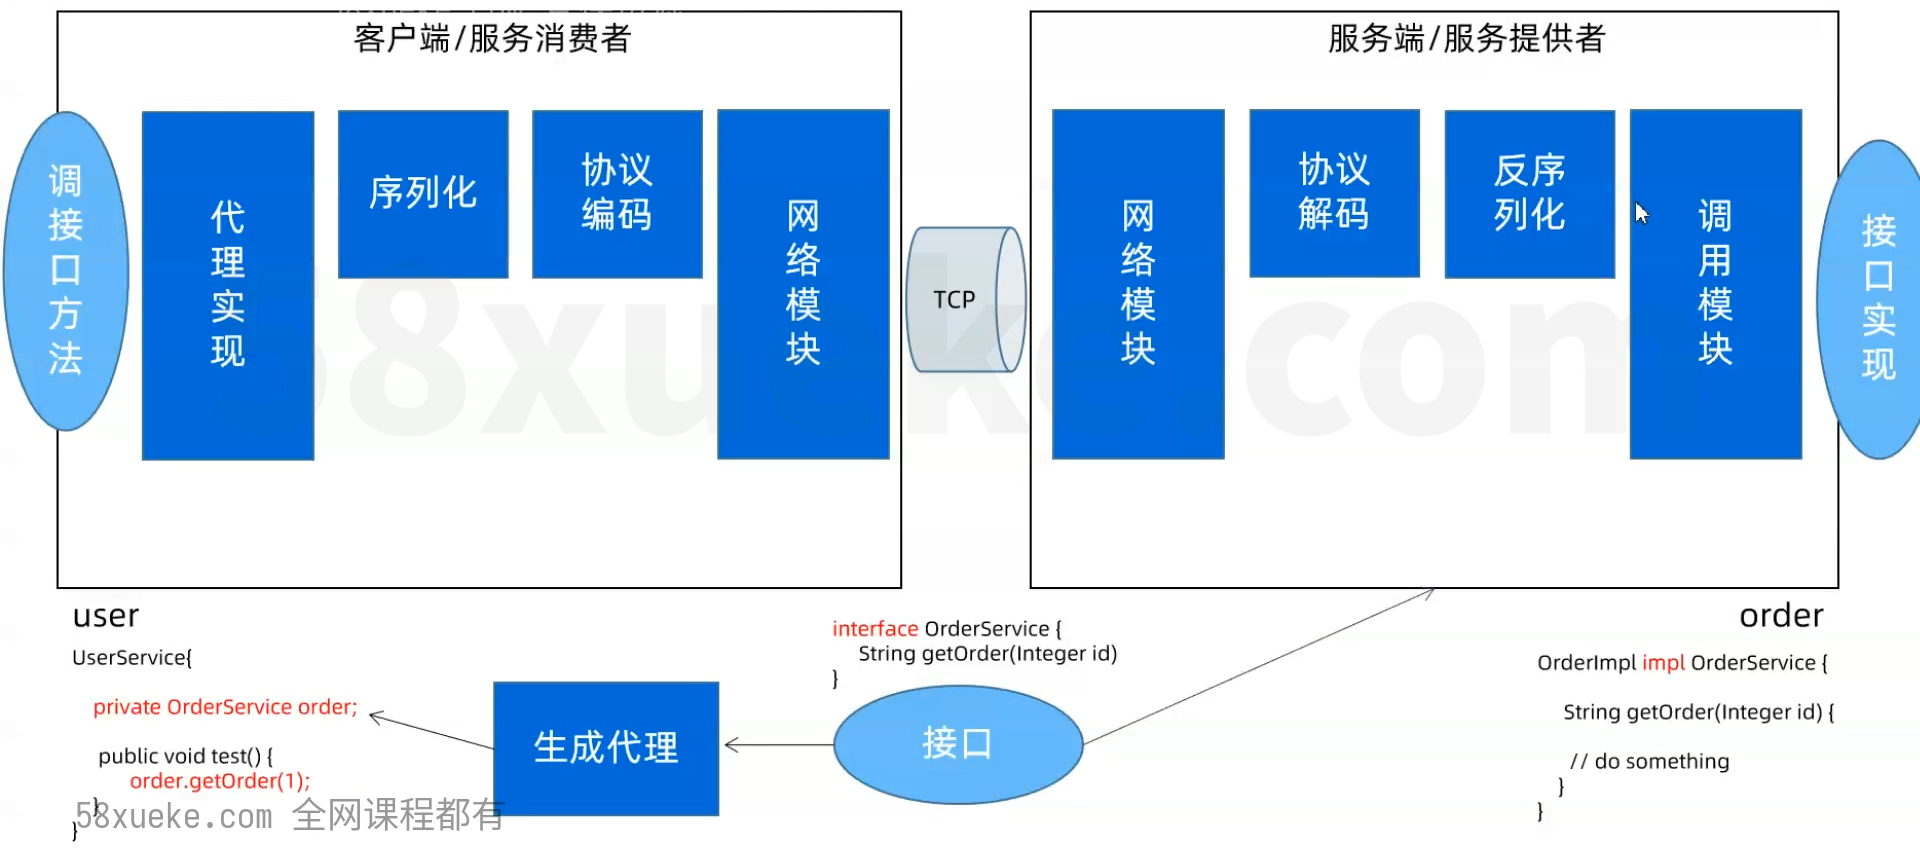 客户端/服务消费者
服务端/服务提供者
调
接
口
方
法
代
理
实
现
序列化
协议
编码
网
络
模
块
TCP
网
络
模
块
协议
解码
反序
列化
调
用
模
块
接
口
实
现
user
UserService{
private OrderService order;
public void test() {
order.getOrder(1);
}
}
生成代理
interface OrderService {
String getOrder(Integer id)
}
接口
order
OrderImpl impl OrderService {
String getOrder(Integer id) {
// do something
}
}
58xueke.com
58xueke.com 全网课程都有